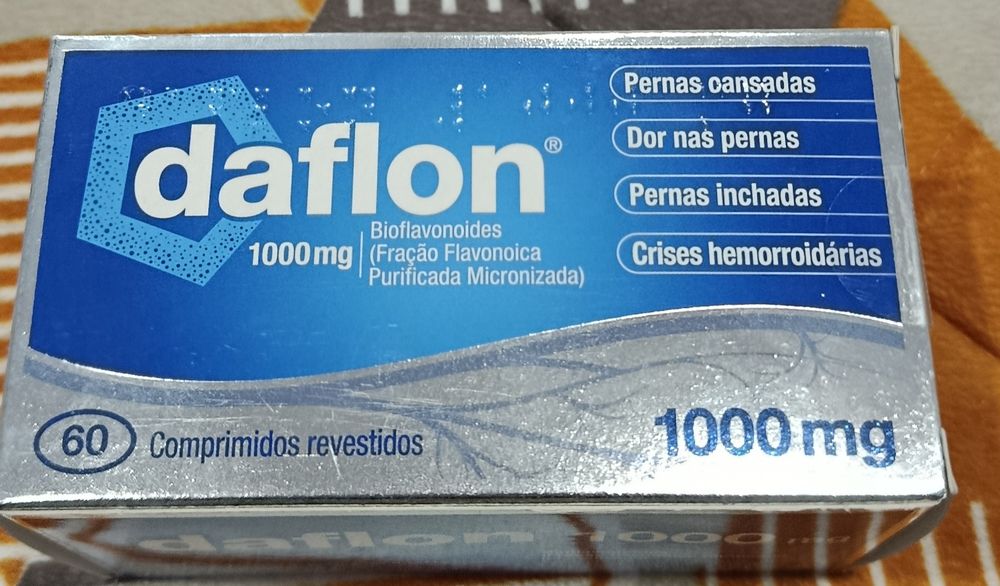 daflon®
1000 mg
Bioflavonoides
(Fração Flavonoica
Purificada Micronizada)
Pernas cansadas
Dor nas pernas
Pernas inchadas
Crises hemorroidárias
60 Comprimidos revestidos
1000 mg
daflon 1000 mg